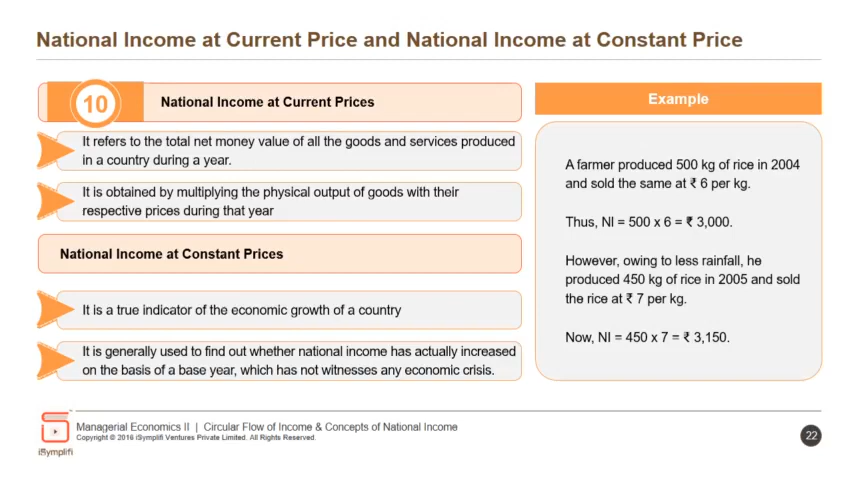 National Income at Current Price and National Income at Constant Price
10
National Income at Current Prices
It refers to the total net money value of all the goods and services produced
in a country during a year.
It is obtained by multiplying the physical output of goods with their
respective prices during that year
National Income at Constant Prices
It is a true indicator of the economic growth of a country
It is generally used to find out whether national income has actually increased
on the basis of a base year, which has not witnesses any economic crisis.
Example
A farmer produced 500 kg of rice in 2004
and sold the same at ₹ 6 per kg.
Thus, NI = 500 x 6 = ₹ 3,000.
However, owing to less rainfall, he
produced 450 kg of rice in 2005 and sold
the rice at ₹ 7 per kg.
Now, NI = 450 x 7 = ₹ 3,150.
iSymplifi
Managerial Economics II | Circular Flow of Income & Concepts of National Income
Copyright © 2016 iSymplifi Ventures Private Limited. All Rights Reserved.
22